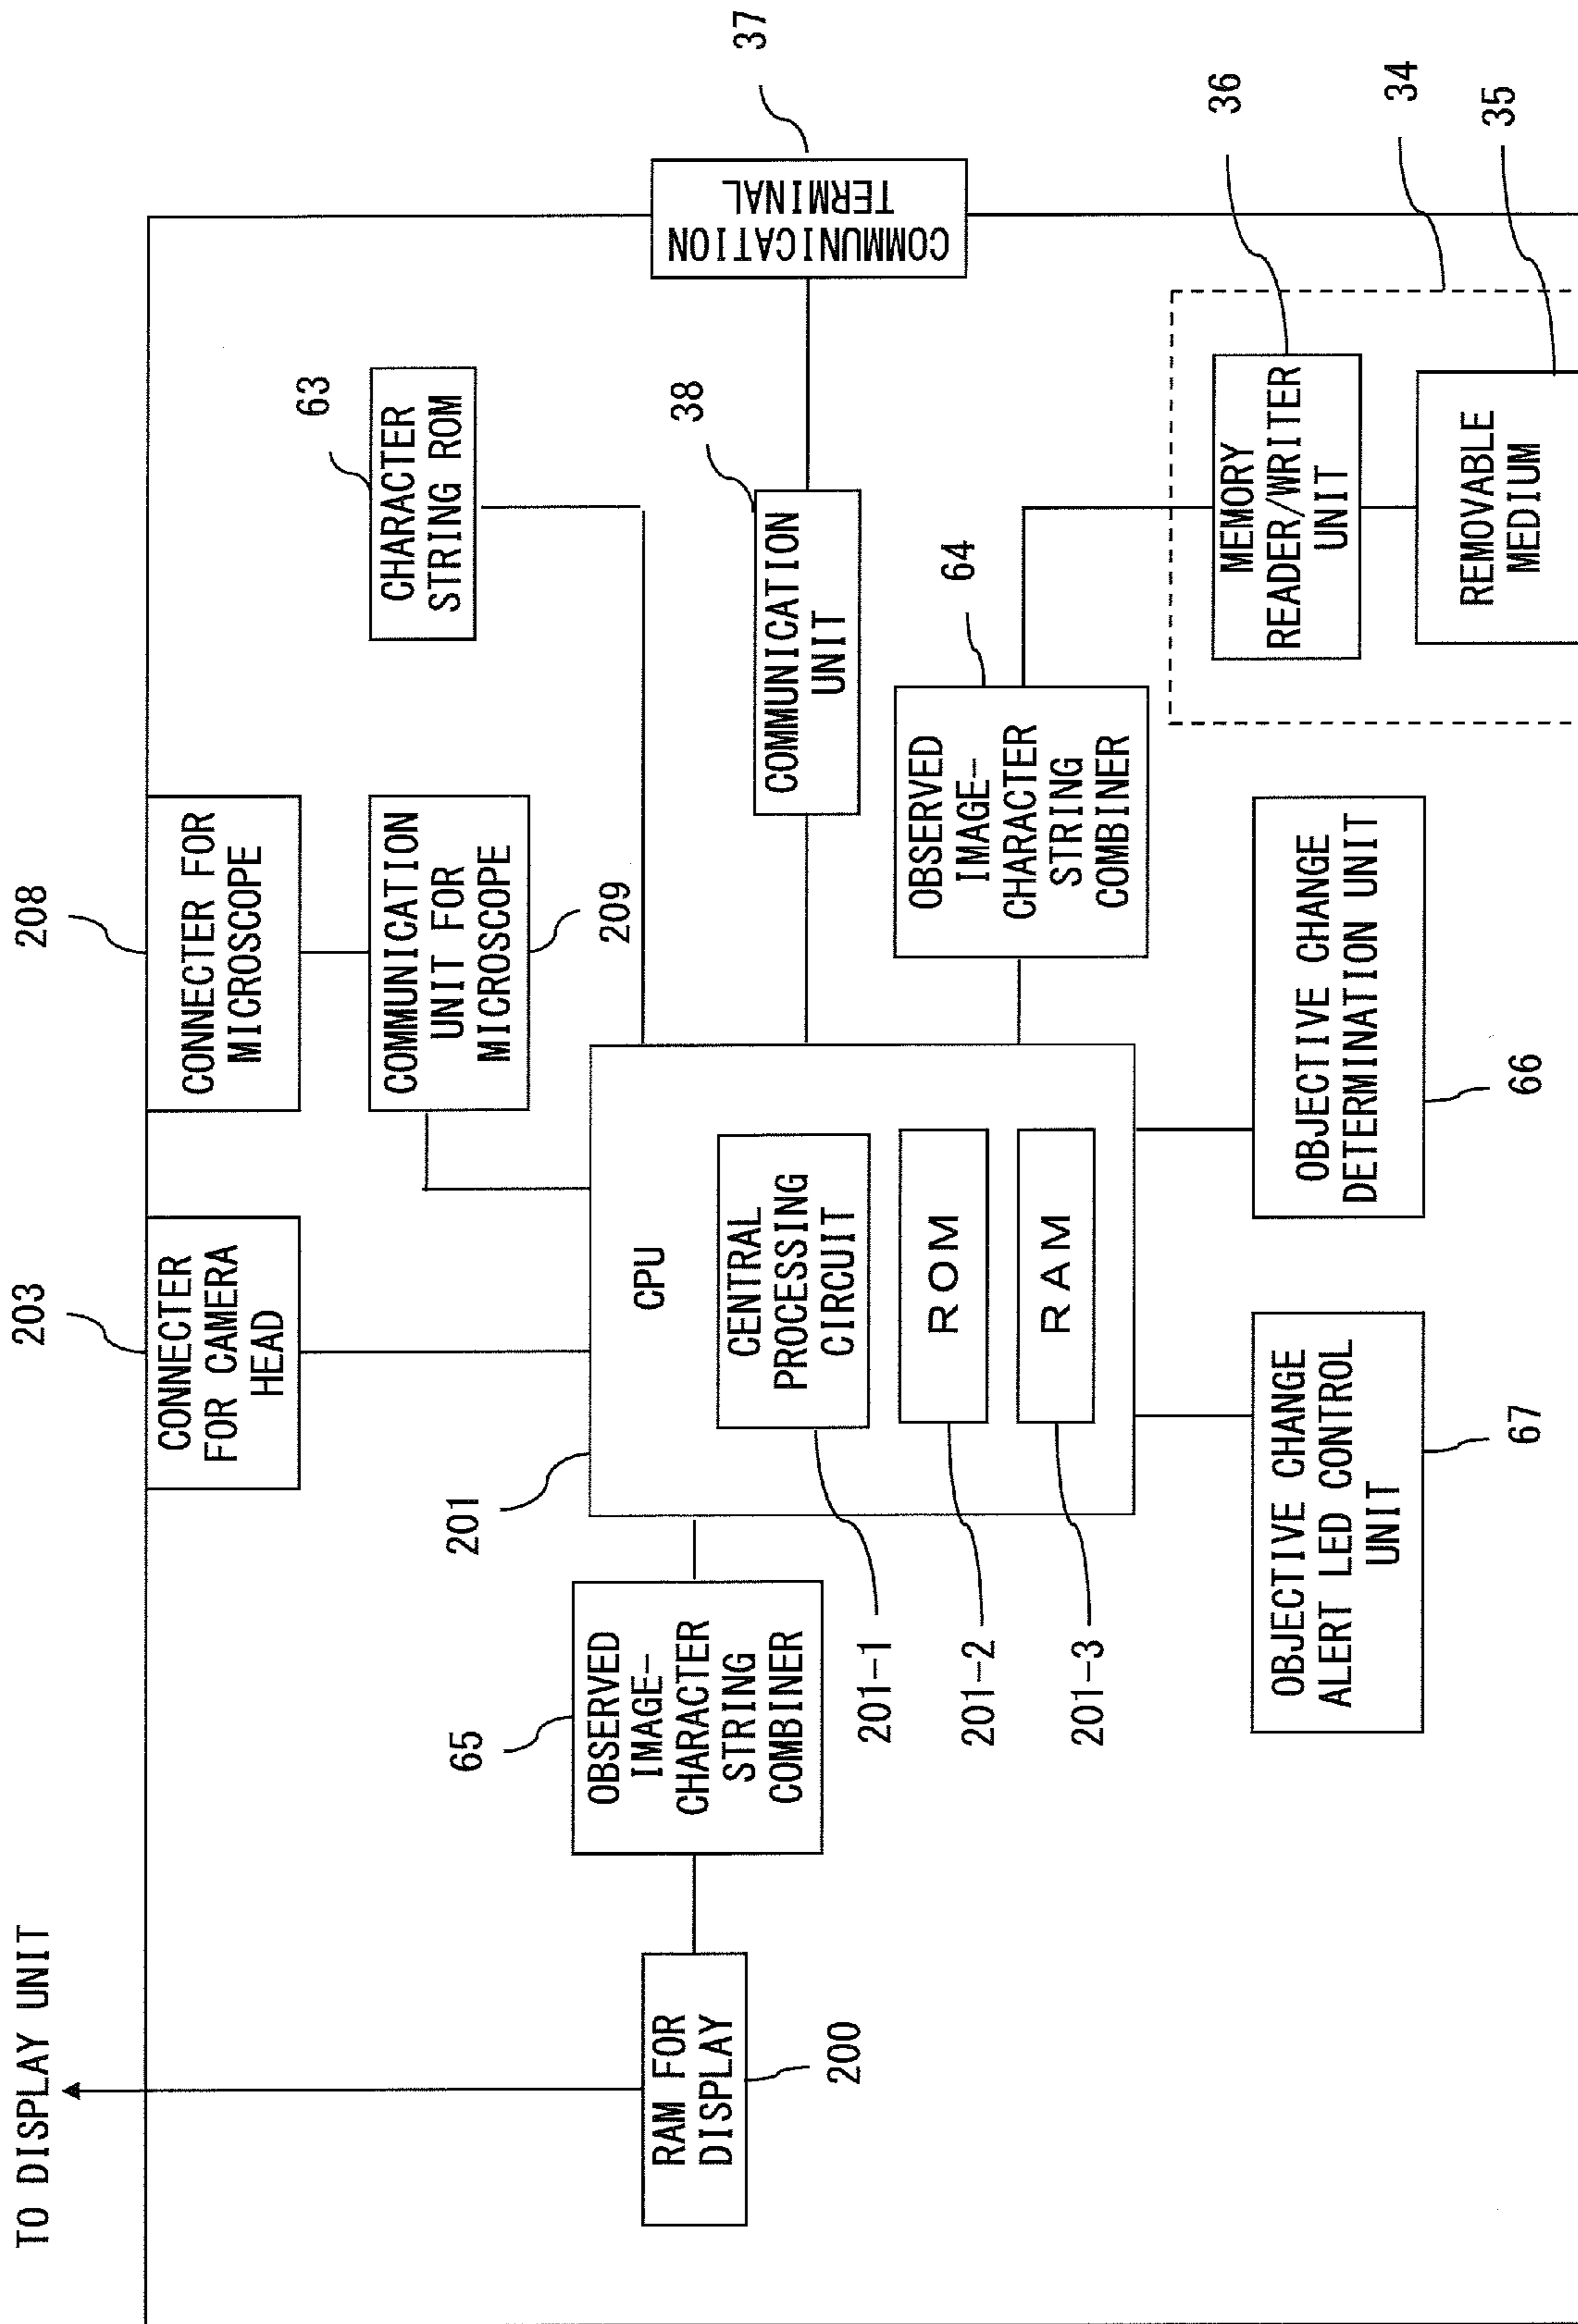 TO DISPLAY UNIT
203
208
CONNECTER
FOR CAMERA
HEAD
CONNECTER FOR
MICROSCOPE
COMMUNICATION
UNIT FOR
MICROSCOPE
209
63
CHARACTER
STRING ROM
37
COMMUNICATION
TERMINAL
38
COMMUNICATION
UNIT
201
CPU
CENTRAL
PROCESSING
CIRCUIT
ROM
RAM
201-1
201-2
201-3
65
OBSERVED
IMAGE-
CHARACTER
STRING
COMBINER
RAM FOR
DISPLAY
200
64
OBSERVED
IMAGE-
CHARACTER
STRING
COMBINER
36
34
35
MEMORY
READER/WRITER
UNIT
REMOVABLE
MEDIUM
OBJECTIVE CHANGE
ALERT LED CONTROL
UNIT
67
OBJECTIVE CHANGE
DETERMINATION UNIT
66